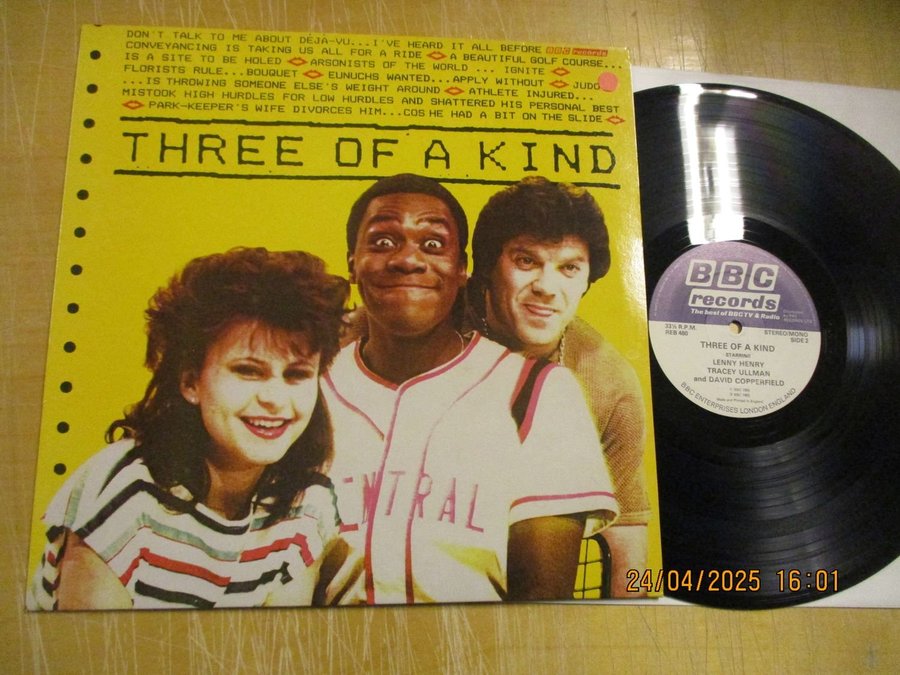 DON'T TALK TO ME ABOUT DÉJA-VU...I'VE HEARD IT ALL BEFORE BBC records
CONVEYANCING IS TAKING US ALL FOR A RIDE A BEAUTIFUL GOLF COURSE...
IS A SITE TO BE HOLED ARSONISTS OF THE WORLD ... IGNITE
FLORISTS RULE...BOUQUET EUNUCHS WANTED...APPLY WITHOUT JUDO
...IS THROWING SOMEONE ELSE'S WEIGHT AROUND ATHLETE INJURED...
MISTOOK HIGH HURDLES FOR LOW HURDLES AND SHATTERED HIS PERSONAL BEST
PARK-KEEPER'S WIFE DIVORCES HIM...COS HE HAD A BIT ON THE SLIDE
THREE OF A KIND
ENTRAL
BBC
records
The best of BBC TV & Radio
33⅓ R.P.M.
REB 480
STEREO/MONO
SIDE 2
THREE OF A KIND
STARRING
LENNY HENRY
TRACEY ULLMAN
and DAVID COPPERFIELD
Made and Printed in England
BBC ENTERPRISES LONDON ENGLAND
24/04/2025 16:01